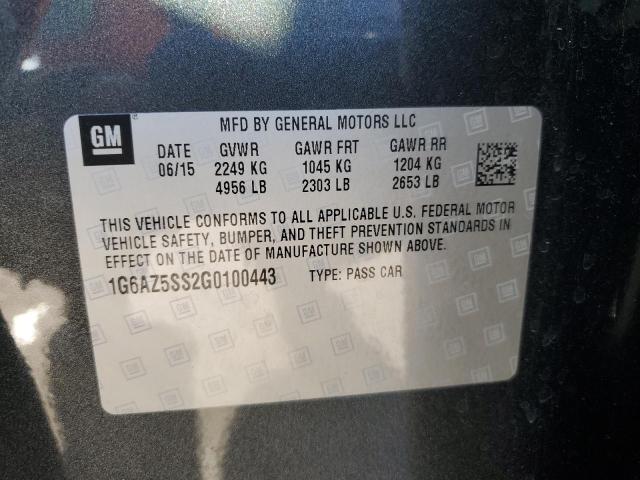 GM
MFD BY GENERAL MOTORS LLC
DATE GVWR GAWR FRT GAWR RR
06/15 2249 KG 1045 KG 1204 KG
4956 LB 2303 LB 2653 LB
THIS VEHICLE CONFORMS TO ALL APPLICABLE U.S. FEDERAL MOTOR
VEHICLE SAFETY, BUMPER, AND THEFT PREVENTION STANDARDS IN
EFFECT ON THE DATE OF MANUFACTURE SHOWN ABOVE.
1G6AZ5SS2G0100443 TYPE: PASS CAR